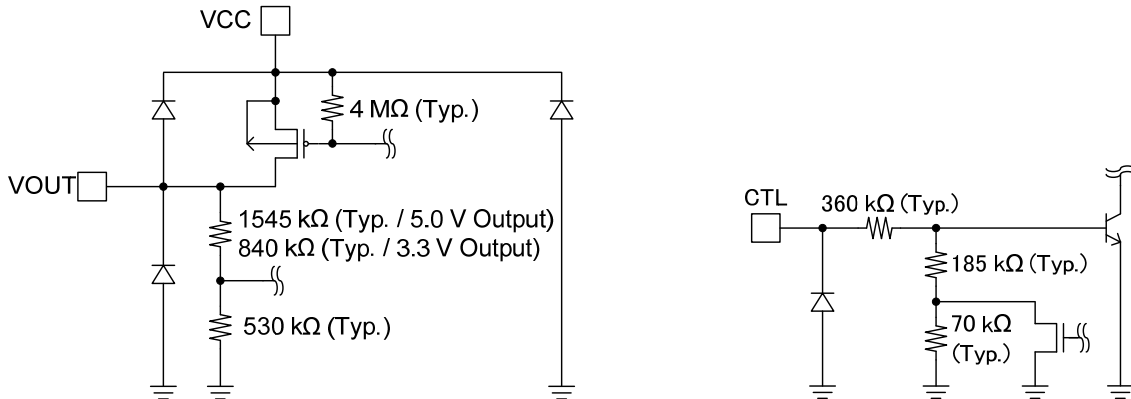 VCC
4 MΩ (Typ.)
VOUT
1545 kΩ (Typ. / 5.0 V Output)
840 kΩ (Typ. / 3.3 V Output)
530 kΩ (Typ.)
CTL
360 kΩ (Typ.)
185 kΩ (Typ.)
70 kΩ
(Typ.)